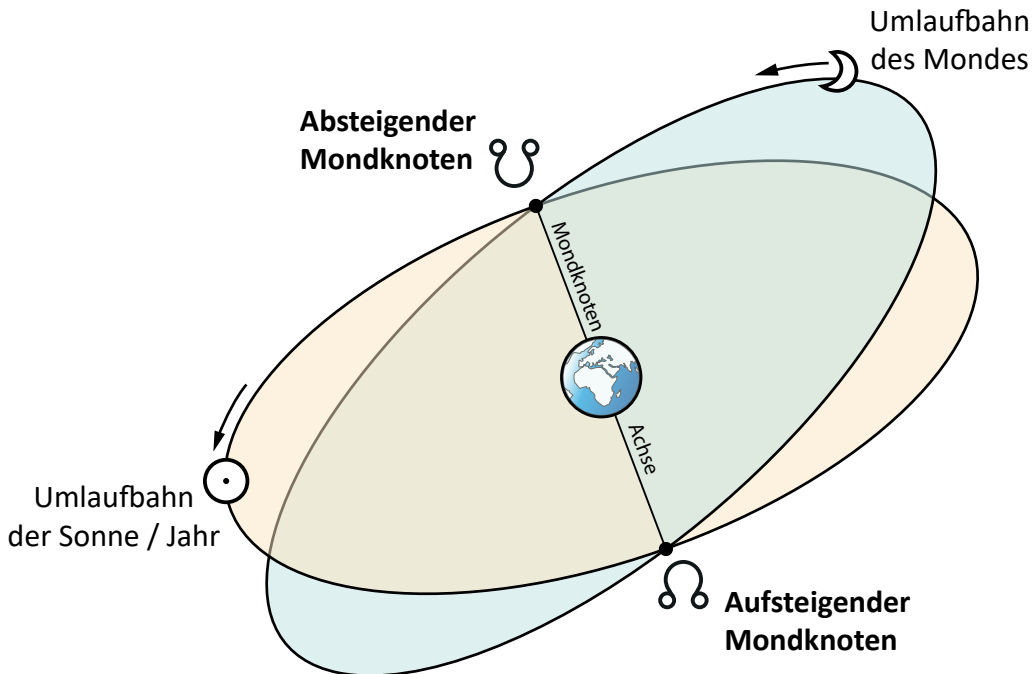 Umlaufbahn
des Mondes
Absteigender
Mondknoten
Mondknoten
Achse
Umlaufbahn
der Sonne / Jahr
Aufsteigender
Mondknoten